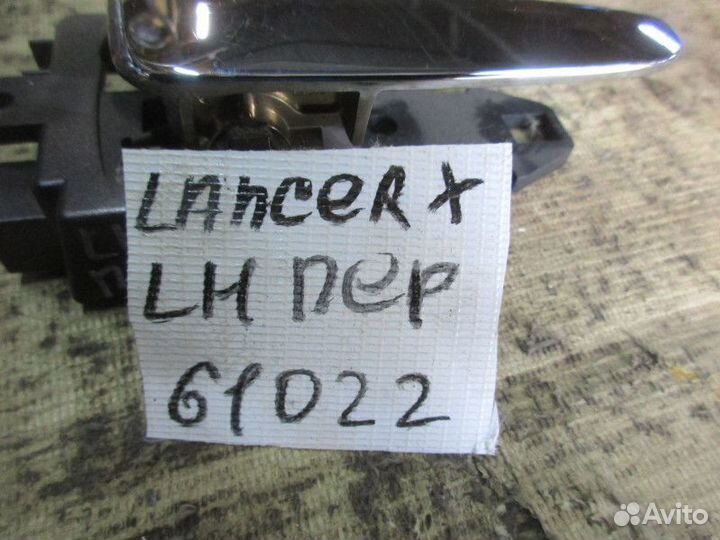 LAncER X
LH ПЕР
61022
Avito